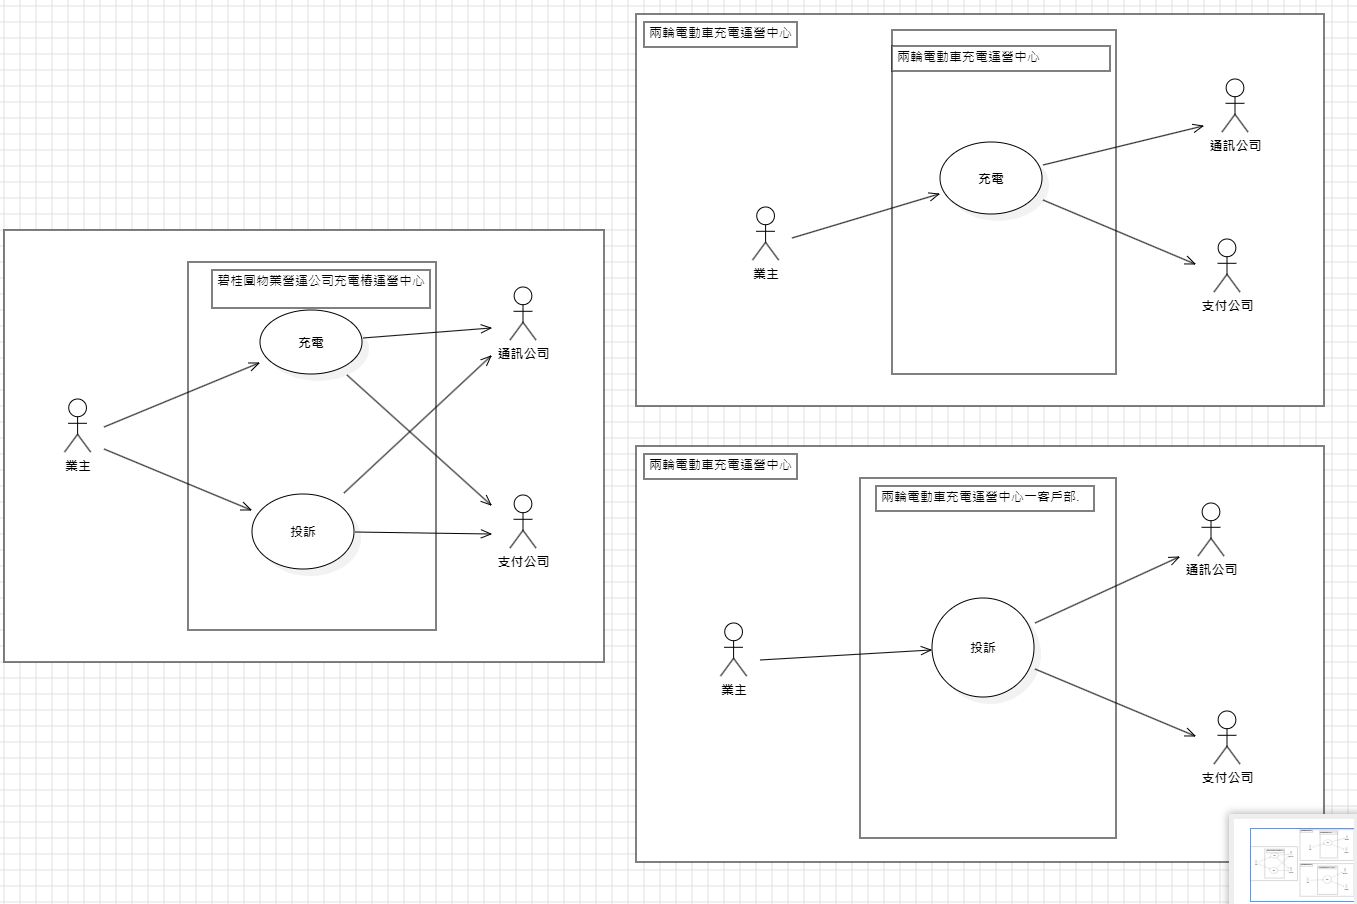 碧桂園物業營運公司充電樁運營中心
充電
通訊公司
業主
投訴
支付公司
兩輪電動車充電運營中心
兩輪電動車充電運營中心
通訊公司
充電
業主
支付公司
兩輪電動車充電運營中心
兩輪電動車充電運營中心一客戶部.
通訊公司
投訴
業主
支付公司